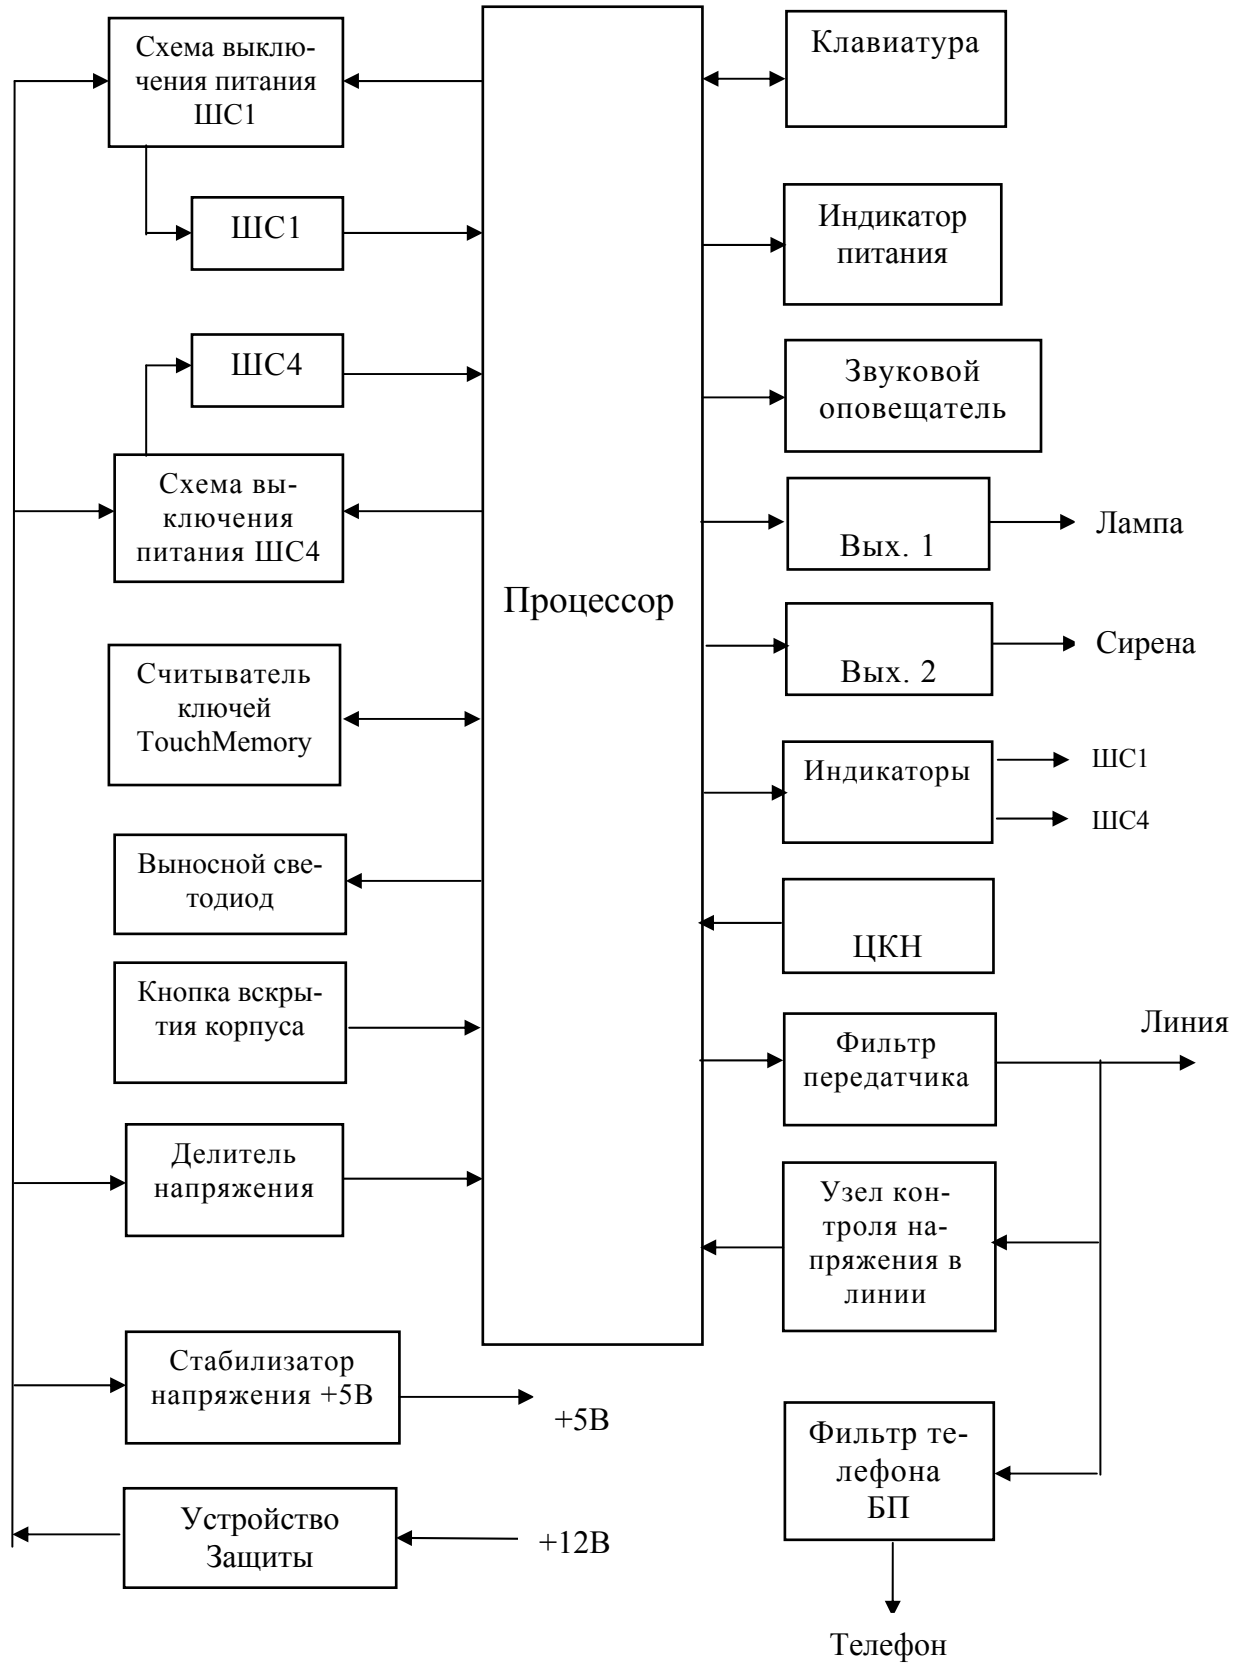 Схема выклю-
чения питания
ШС1
ШС1
ШС4
Схема вы-
ключения
питания ШС4
Считыватель
ключей
TouchMemory
Выносной све-
тодиод
Кнопка вскры-
тия корпуса
Делитель
напряжения
Стабилизатор
напряжения +5В
+5В
Устройство
Защиты
+12В
Процессор
Клавиатура
Индикатор
питания
Звуковой
оповещатель
Вых. 1
Лампа
Вых. 2
Сирена
Индикаторы
ШС1
ШС4
ЦКН
Линия
Фильтр
передатчика
Узел кон-
троля на-
пряжения в
линии
Фильтр те-
лефона
БП
Телефон